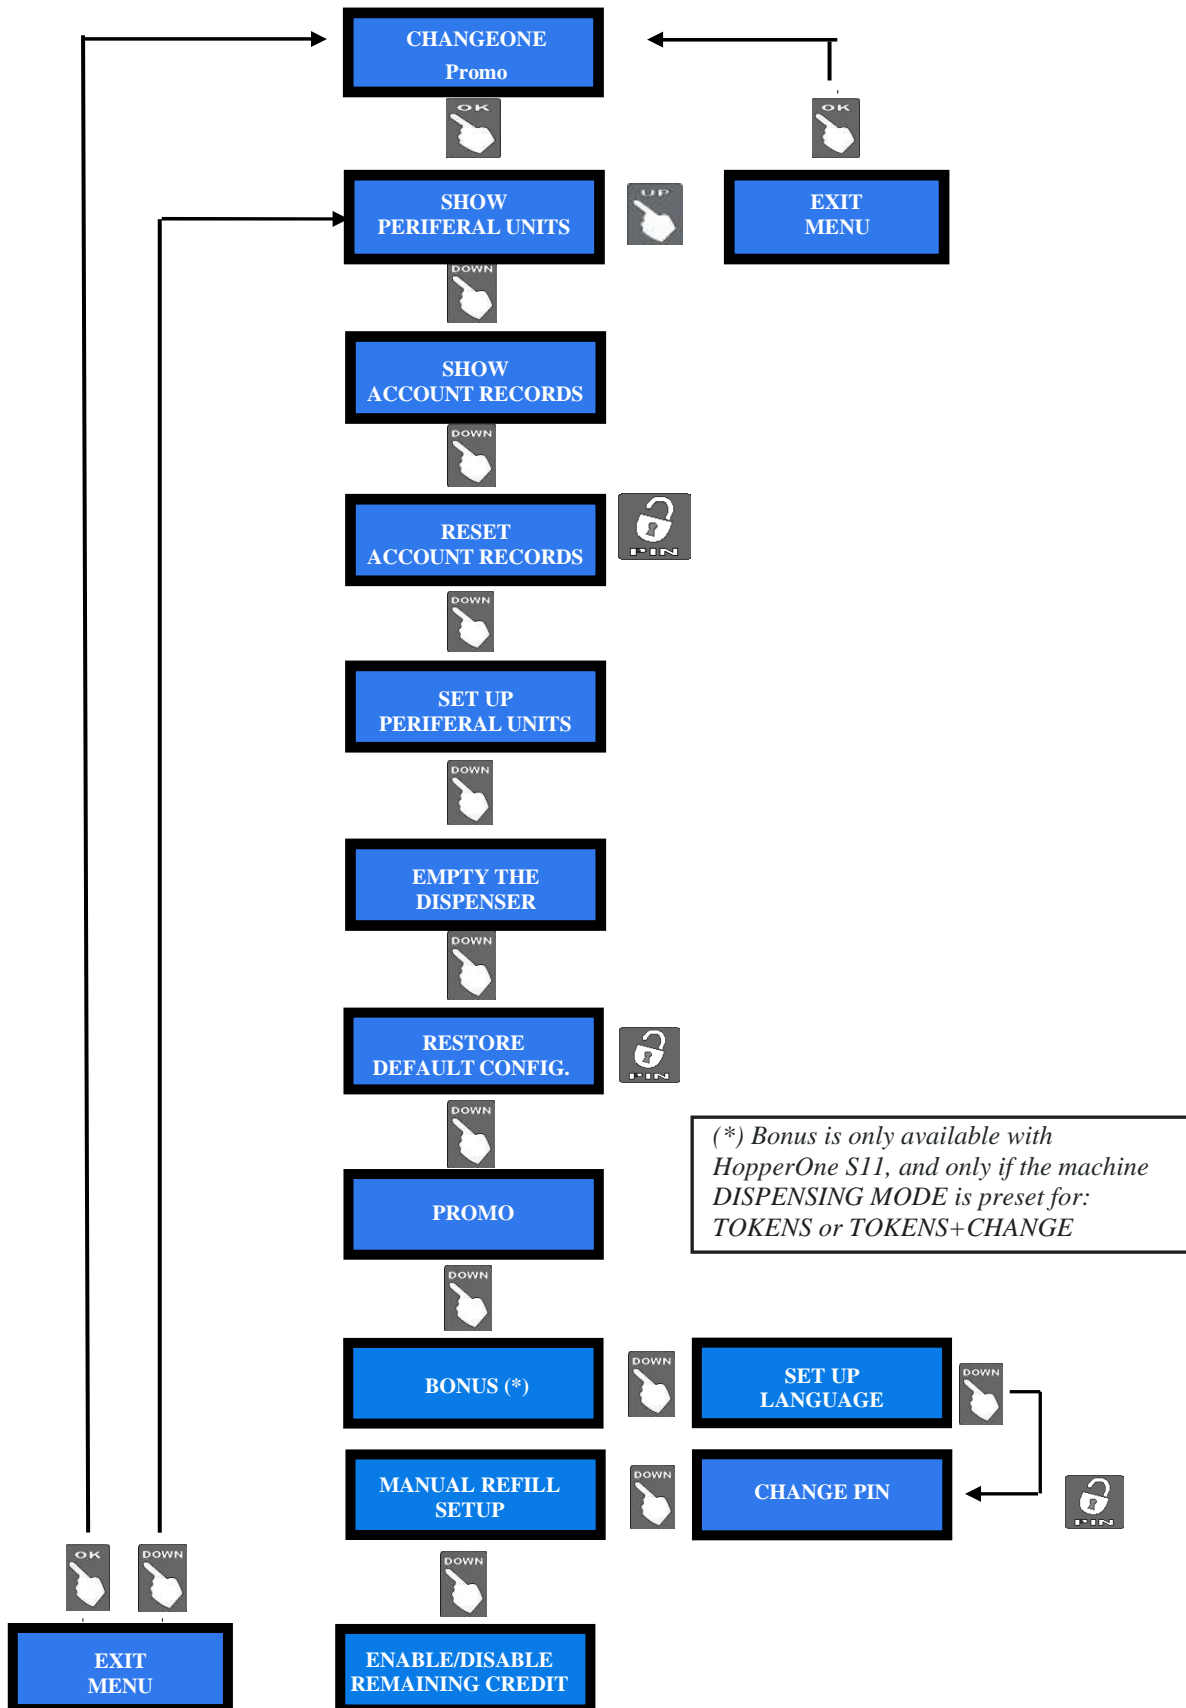 CHANGEONE
Promo
OK
OK
SHOW
PERIFERAL UNITS
UP
EXIT
MENU
DOWN
SHOW
ACCOUNT RECORDS
DOWN
RESET
ACCOUNT RECORDS
PIN
DOWN
SET UP
PERIFERAL UNITS
DOWN
EMPTY THE
DISPENSER
DOWN
RESTORE
DEFAULT CONFIG.
PIN
DOWN
(*) Bonus is only available with
HopperOne S11, and only if the machine
DISPENSING MODE is preset for:
TOKENS or TOKENS+CHANGE
PROMO
DOWN
BONUS (*)
DOWN
SET UP
LANGUAGE
DOWN
MANUAL REFILL
SETUP
DOWN
CHANGE PIN
PIN
OK
DOWN
DOWN
EXIT
MENU
ENABLE/DISABLE
REMAINING CREDIT